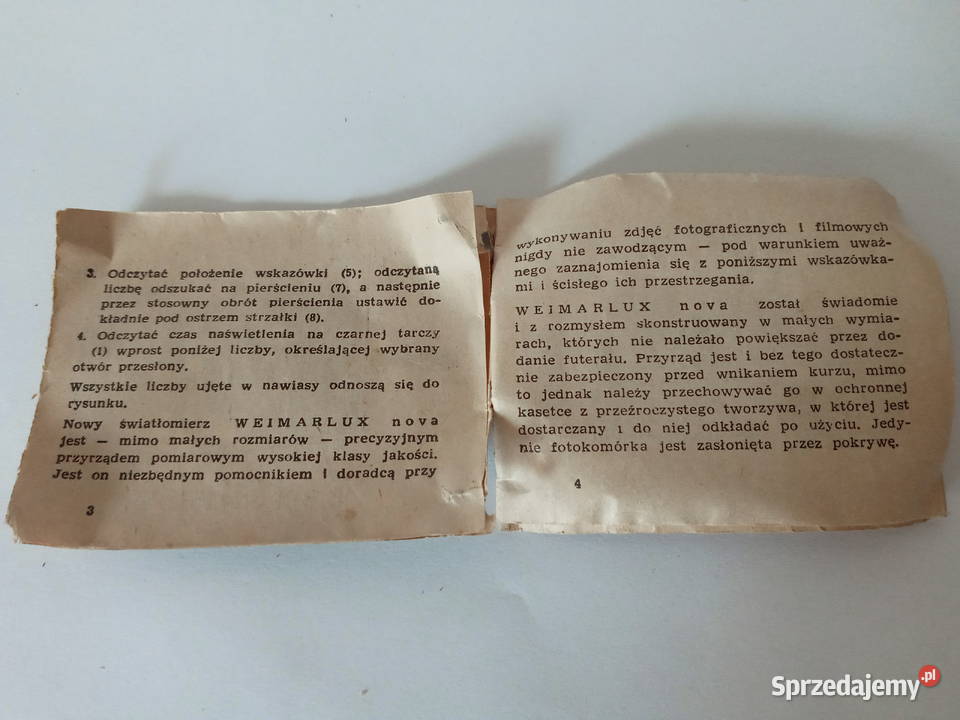 3. Odczytać położenie wskazówki (5); odczytaną
liczbę odszukać na pierścieniu (7), a następnie
przez stosowny obrót pierścienia ustawić do-
kładnie pod ostrzem strzałki (8).
4. Odczytać czas naświetlenia na czarnej tarczy
(1) wprost poniżej liczby, określającej wybrany
otwór przesłony.
Wszystkie liczby ujęte w nawiasy odnoszą się do
rysunku.
Nowy światłomierz WEIMARLUX nova
jest — mimo małych rozmiarów — precyzyjnym
przyrządem pomiarowym wysokiej klasy jakości.
Jest on niezbędnym pomocnikiem i doradcą przy
3
wykonywaniu zdjęć fotograficznych i filmowych
nigdy nie zawodzącym — pod warunkiem uważ-
nego zaznajomienia się z poniższymi wskazówka-
mi i ścisłego ich przestrzegania.
WEIMARLUX nova został świadomie
i z rozmysłem skonstruowany w małych wymia-
rach, których nie należało powiększać przez do-
danie futerału. Przyrząd jest i bez tego dostatecz-
nie zabezpieczony przed wnikaniem kurzu, mimo
to jednak należy przechowywać go w ochronnej
kasetce z przeźroczystego tworzywa, w której jest
dostarczany i do niej odkładać po użyciu. Jedy-
nie fotokomórka jest zasłonięta przez pokrywę.
4
Sprzedajemy.pl